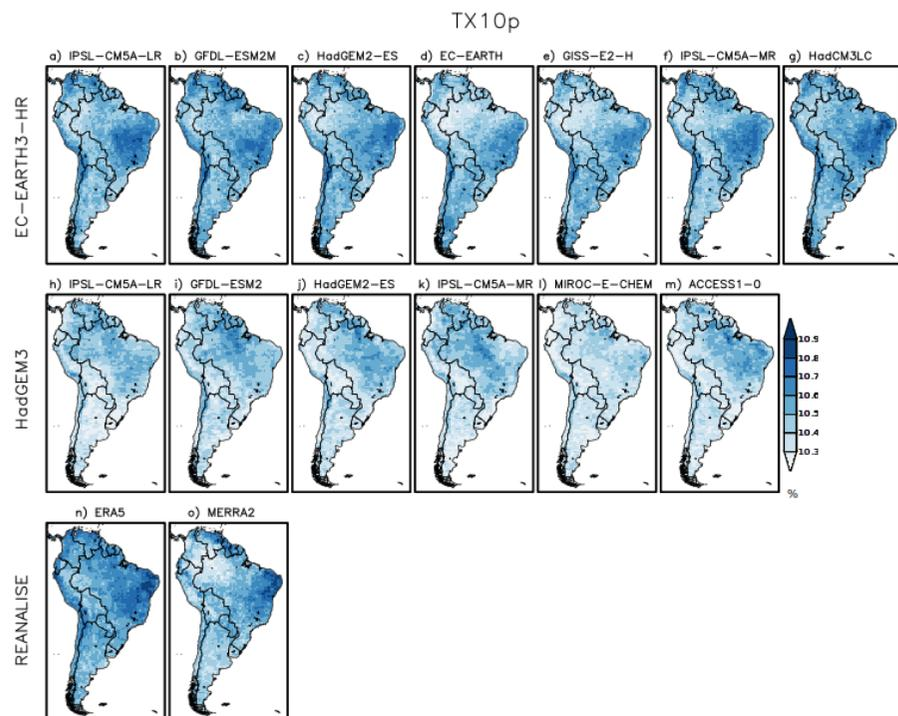 TX10p
a) IPSL-CM5A-LR b) GFDL-ESM2M c) HadGEM2-ES d) EC-EARTH e) GISS-E2-H f) IPSL-CM5A-MR g) HadCM3LC
EC-EARTH3-HR
h) IPSL-CM5A-LR i) GFDL-ESM2 j) HadGEM2-ES k) IPSL-CM5A-MR l) MIROC-E-CHEM m) ACCESS1-0
HadGEM3
10.9
10.8
10.7
10.6
10.5
10.4
10.3
%
n) ERA5 o) MERRA2
REANALISE